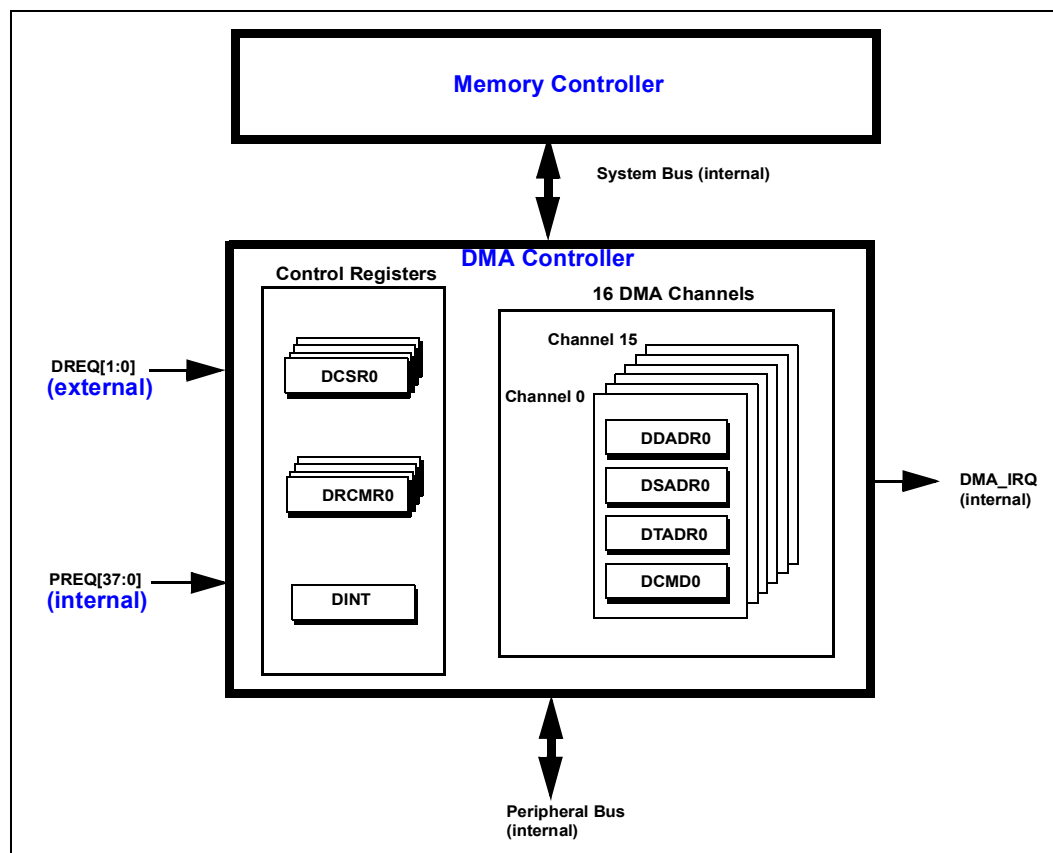 Memory Controller
System Bus (internal)
DMA Controller
Control Registers
16 DMA Channels
DCSR0
DRCMR0
DINT
Channel 15
Channel 0
DDADR0
DSADR0
DTADR0
DCMD0
DREQ[1:0]
(external)
PREQ[37:0]
(internal)
DMA_IRQ
(internal)
Peripheral Bus
(internal)